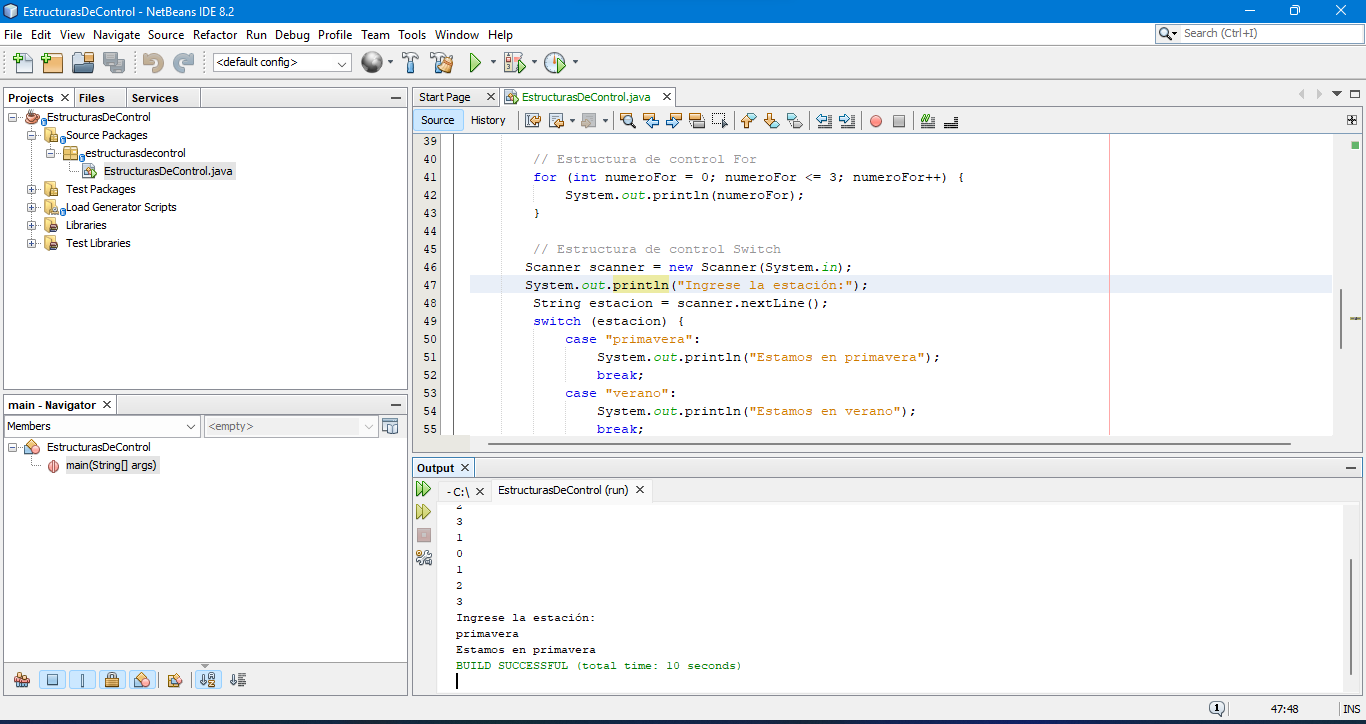 EstructurasDeControl - NetBeans IDE 8.2
File Edit View Navigate Source Refactor Run Debug Profile Team Tools Window Help
Search (Ctrl+I)
<default config>
Projects Files Services
EstructurasDeControl
Source Packages
estructurasdecontrol
EstructurasDeControl.java
Test Packages
Load Generator Scripts
Libraries
Test Libraries
main - Navigator
Members <empty>
EstructurasDeControl
main(String[] args)
Start Page EstructurasDeControl.java
Source History
39
40 // Estructura de control For
41 for (int numeroFor = 0; numeroFor <= 3; numeroFor++) {
42 System.out.println(numeroFor);
43 }
44
45 // Estructura de control Switch
46 Scanner scanner = new Scanner(System.in);
47 System.out.println("Ingrese la estación:");
48 String estacion = scanner.nextLine();
49 switch (estacion) {
50 case "primavera":
51 System.out.println("Estamos en primavera");
52 break;
53 case "verano":
54 System.out.println("Estamos en verano");
55 break;
Output
- C:\ EstructurasDeControl (run)
2
3
1
0
1
2
3
Ingrese la estación:
primavera
Estamos en primavera
BUILD SUCCESSFUL (total time: 10 seconds)
1 47:48 INS